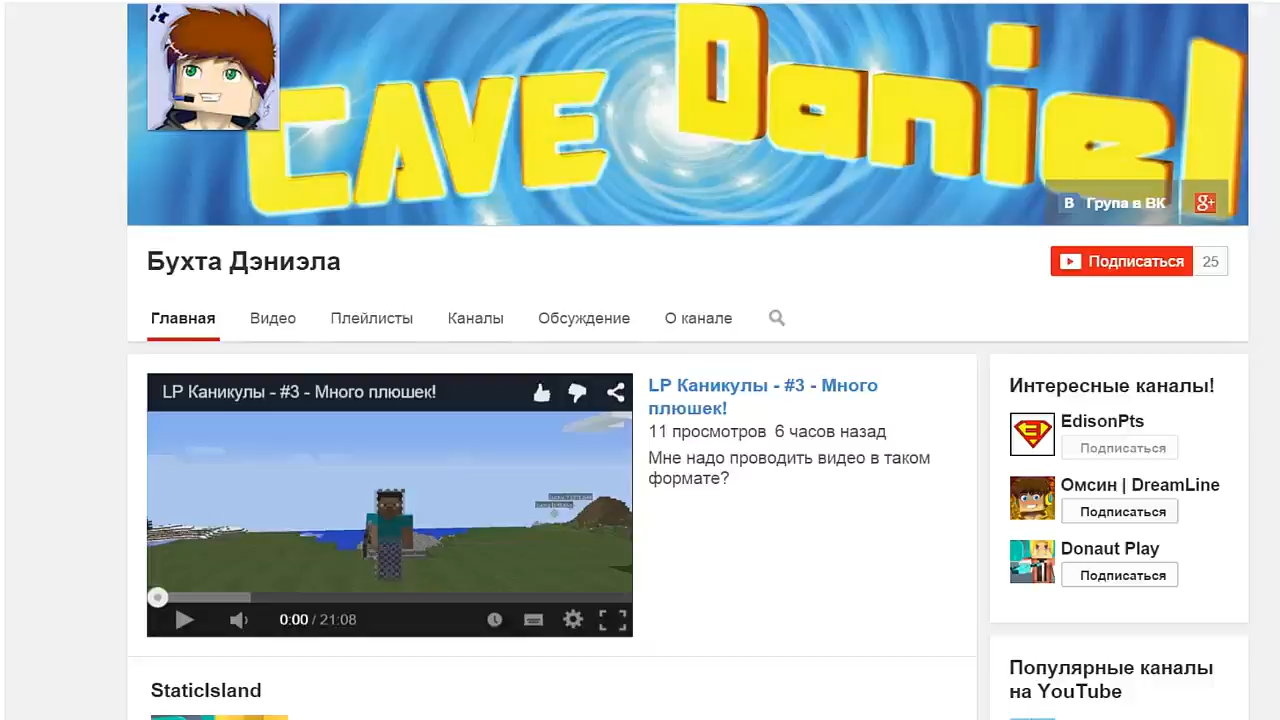 CAVE Daniel
B Група в ВК g+
Бухта Дэниэла
Подписаться 25
Главная Видео Плейлисты Каналы Обсуждение О канале
LP Каникулы - #3 - Много плюшек!
0:00 / 21:08
LP Каникулы - #3 - Много
плюшек!
11 просмотров 6 часов назад
Мне надо проводить видео в таком
формате?
StaticIsland
Интересные каналы!
EdisonPts
Подписаться
Омсин | DreamLine
Подписаться
Donaut Play
Подписаться
Популярные каналы
на YouTube